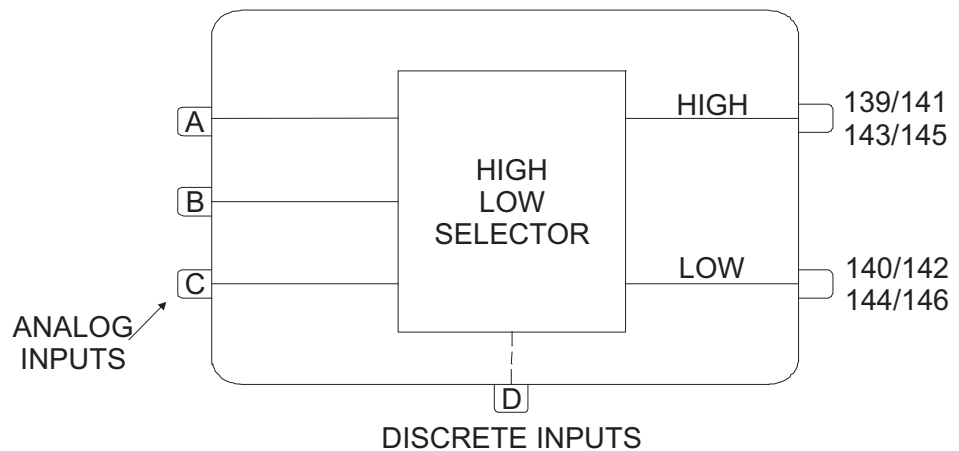 A
B
C
ANALOG
INPUTS
HIGH
LOW
SELECTOR
HIGH
139/141
143/145
LOW
140/142
144/146
D
DISCRETE INPUTS